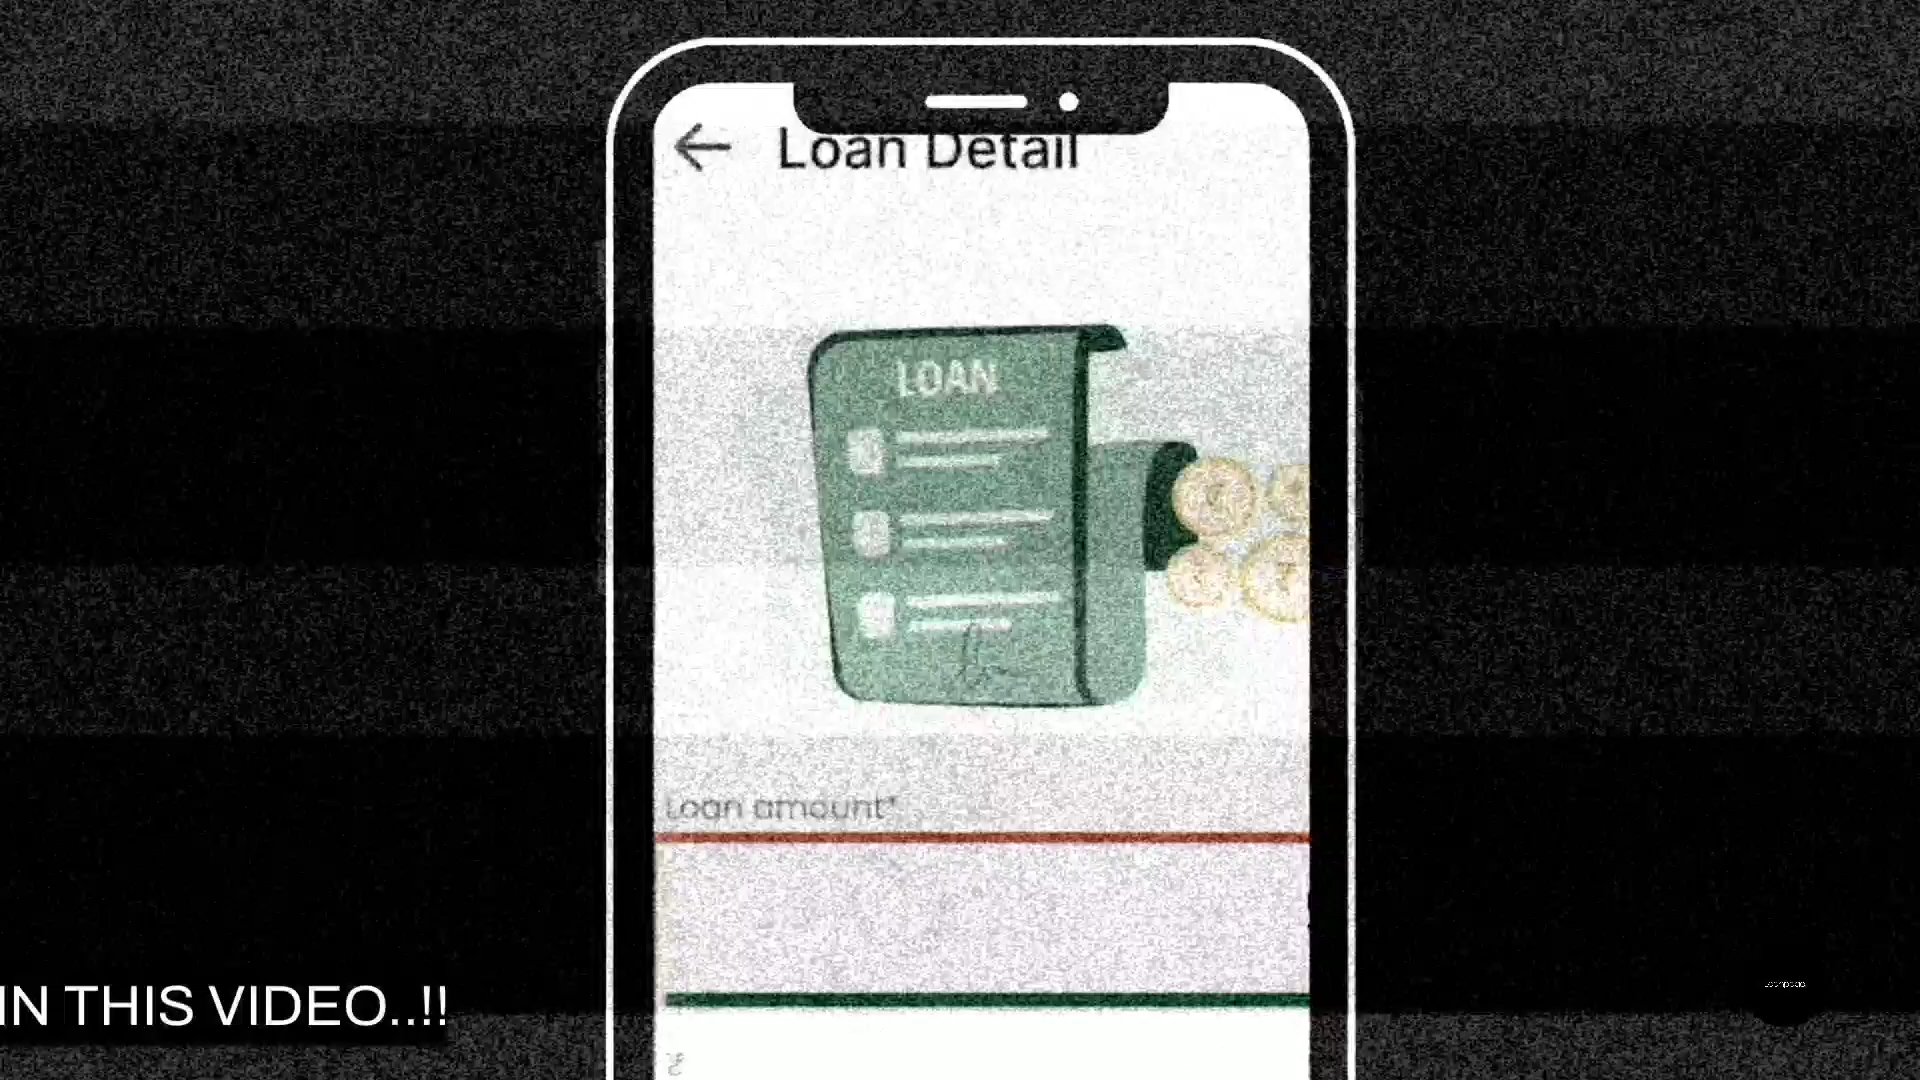 Loan Detail
LOAN
Loan amount*
₹
IN THIS VIDEO..!!